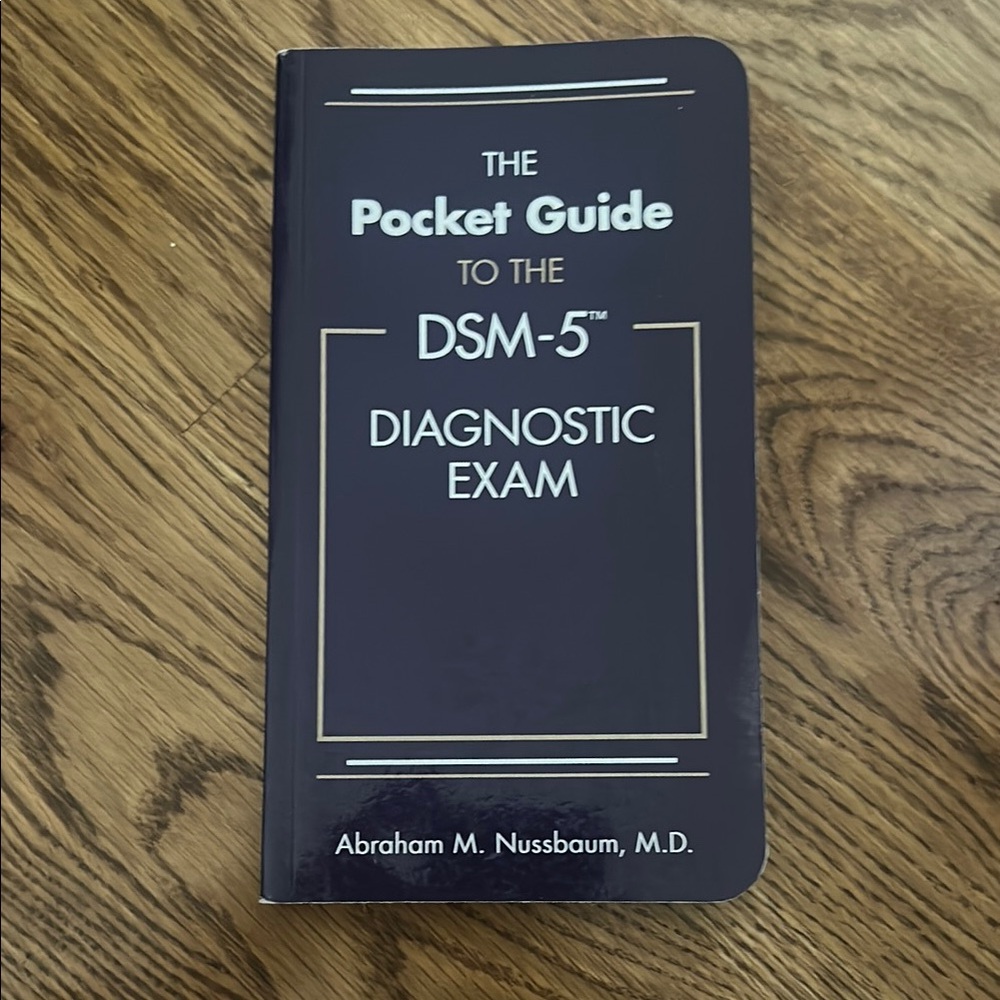 THE
Pocket Guide
TO THE
DSM-5™
DIAGNOSTIC
EXAM
Abraham M. Nussbaum, M.D.